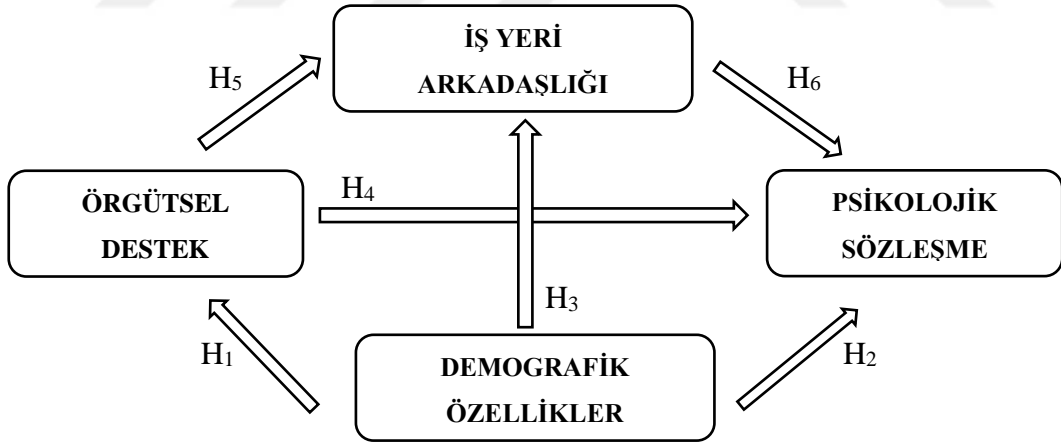 İŞ YERİ
ARKADAŞLIĞI
H5
H6
ÖRGÜTSEL
DESTEK
H4
PSİKOLOJİK
SÖZLEŞME
H3
H1
H2
DEMOGRAFİK
ÖZELLİKLER